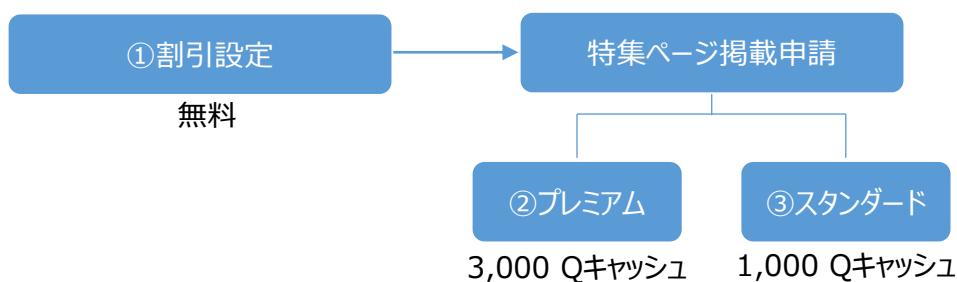 ①割引設定
特集ページ掲載申請
無料
②プレミアム
③スタンダード
3,000 Qキャッシュ
1,000 Qキャッシュ